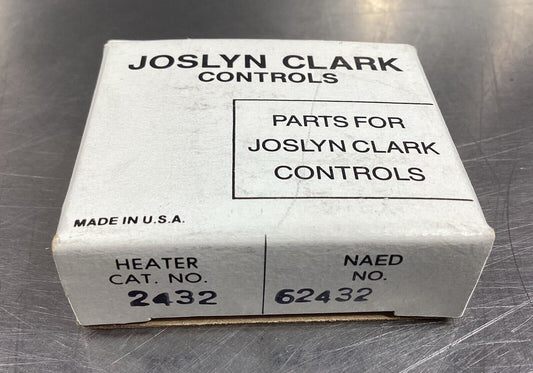 JOSLYN CLARK
CONTROLS
PARTS FOR
JOSLYN CLARK
CONTROLS
MADE IN U.S.A.
HEATER
CAT. NO.
2432
NAED
NO.
62432